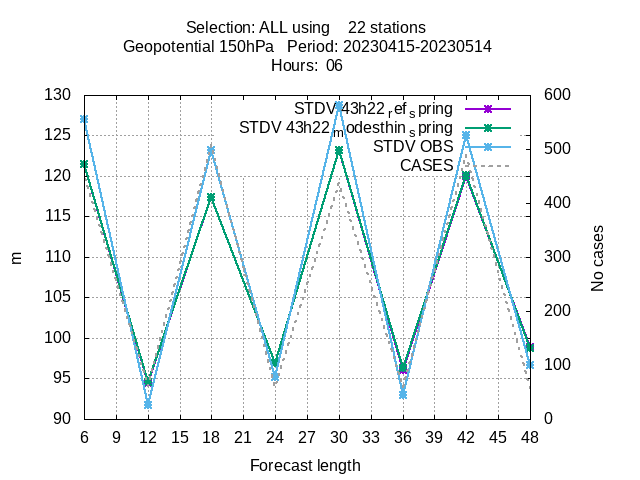 Selection: ALL using    22 stations
Geopotential 150hPa   Period: 20230415-20230514
Hours:  06
STDV 43h22_ref_spring
STDV 43h22_modesthin_spring
STDV OBS
CASES
130
125
120
115
110
105
100
95
90
m
600
500
400
300
200
100
0
No cases
6 9 12 15 18 21 24 27 30 33 36 39 42 45 48
Forecast length